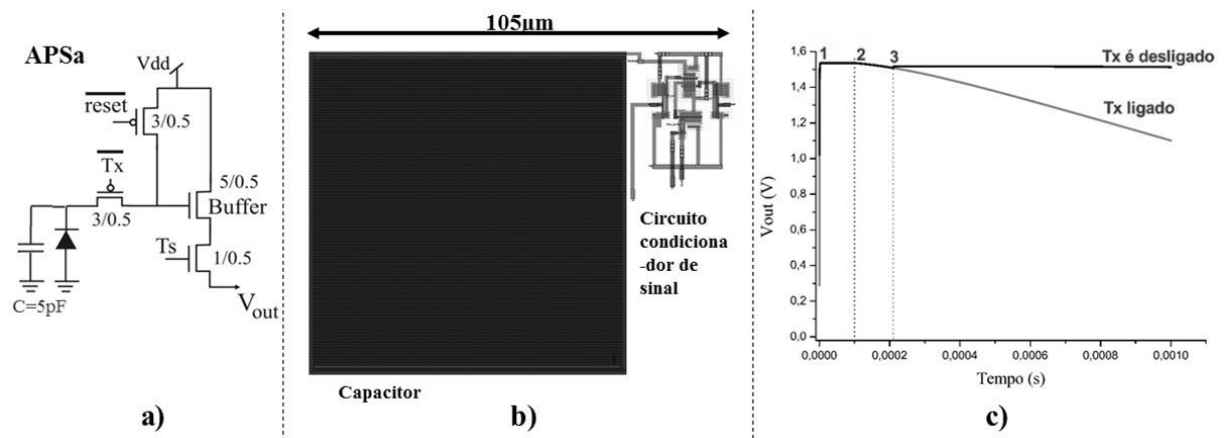 APSa
Vdd
reset
3/0.5
Tx
3/0.5
5/0.5
Buffer
Ts
1/0.5
Vout
C=5pF
a)
105µm
Circuito
condiciona
-dor de
sinal
Capacitor
b)
1,6
1,4
1,2
1,0
0,8
0,6
0,4
0,2
0,0
Vout (V)
1
2
3
Tx é desligado
Tx ligado
0,0000
0,0002
0,0004
0,0006
0,0008
0,0010
Tempo (s)
c)